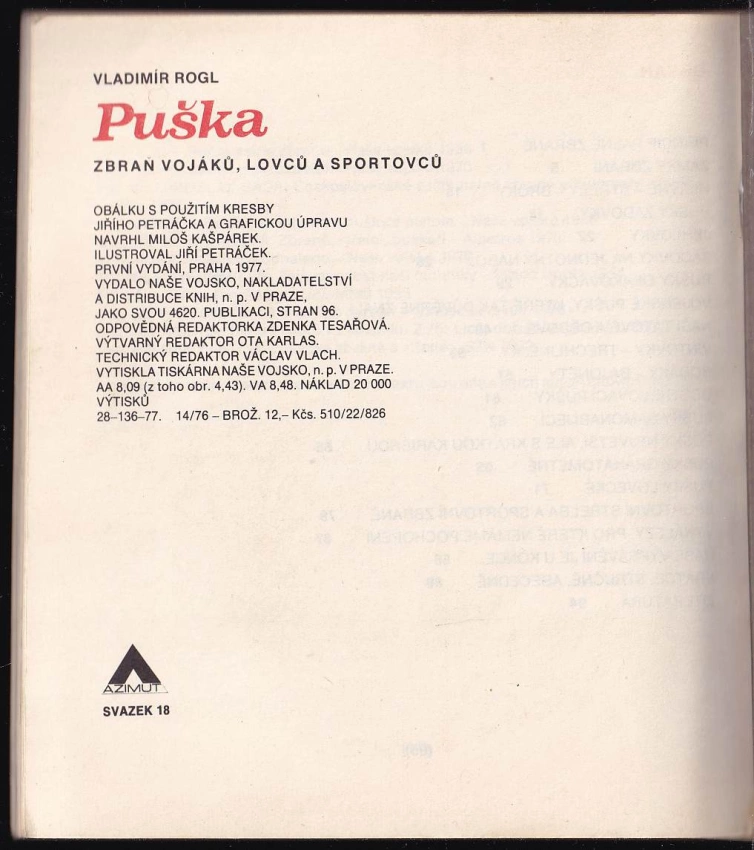 VLADIMÍR ROGL
Puška
ZBRAŇ VOJÁKŮ, LOVCŮ A SPORTOVCŮ
OBÁLKU S POUŽITÍM KRESBY
JIŘÍHO PETRÁČKA A GRAFICKOU ÚPRAVU
NAVRHL MILOŠ KAŠPÁREK.
ILUSTROVAL JIŘÍ PETRÁČEK.
PRVNÍ VYDÁNÍ, PRAHA 1977.
VYDALO NAŠE VOJSKO, NAKLADATELSTVÍ
A DISTRIBUCE KNIH, n. p. V PRAZE,
JAKO SVOU 4620. PUBLIKACI, STRAN 96.
ODPOVĚDNÁ REDAKTORKA ZDENKA TESAŘOVÁ.
VÝTVARNÝ REDAKTOR OTA KARLAS.
TECHNICKÝ REDAKTOR VÁCLAV VLACH.
VYTISKLA TISKÁRNA NAŠE VOJSKO, n. p. V PRAZE.
AA 8,09 (z toho obr. 4,43). VA 8,48. NÁKLAD 20 000
VÝTISKŮ
28–136–77. 14/76 – BROŽ. 12,– Kčs. 510/22/826
AZIMUT
SVAZEK 18